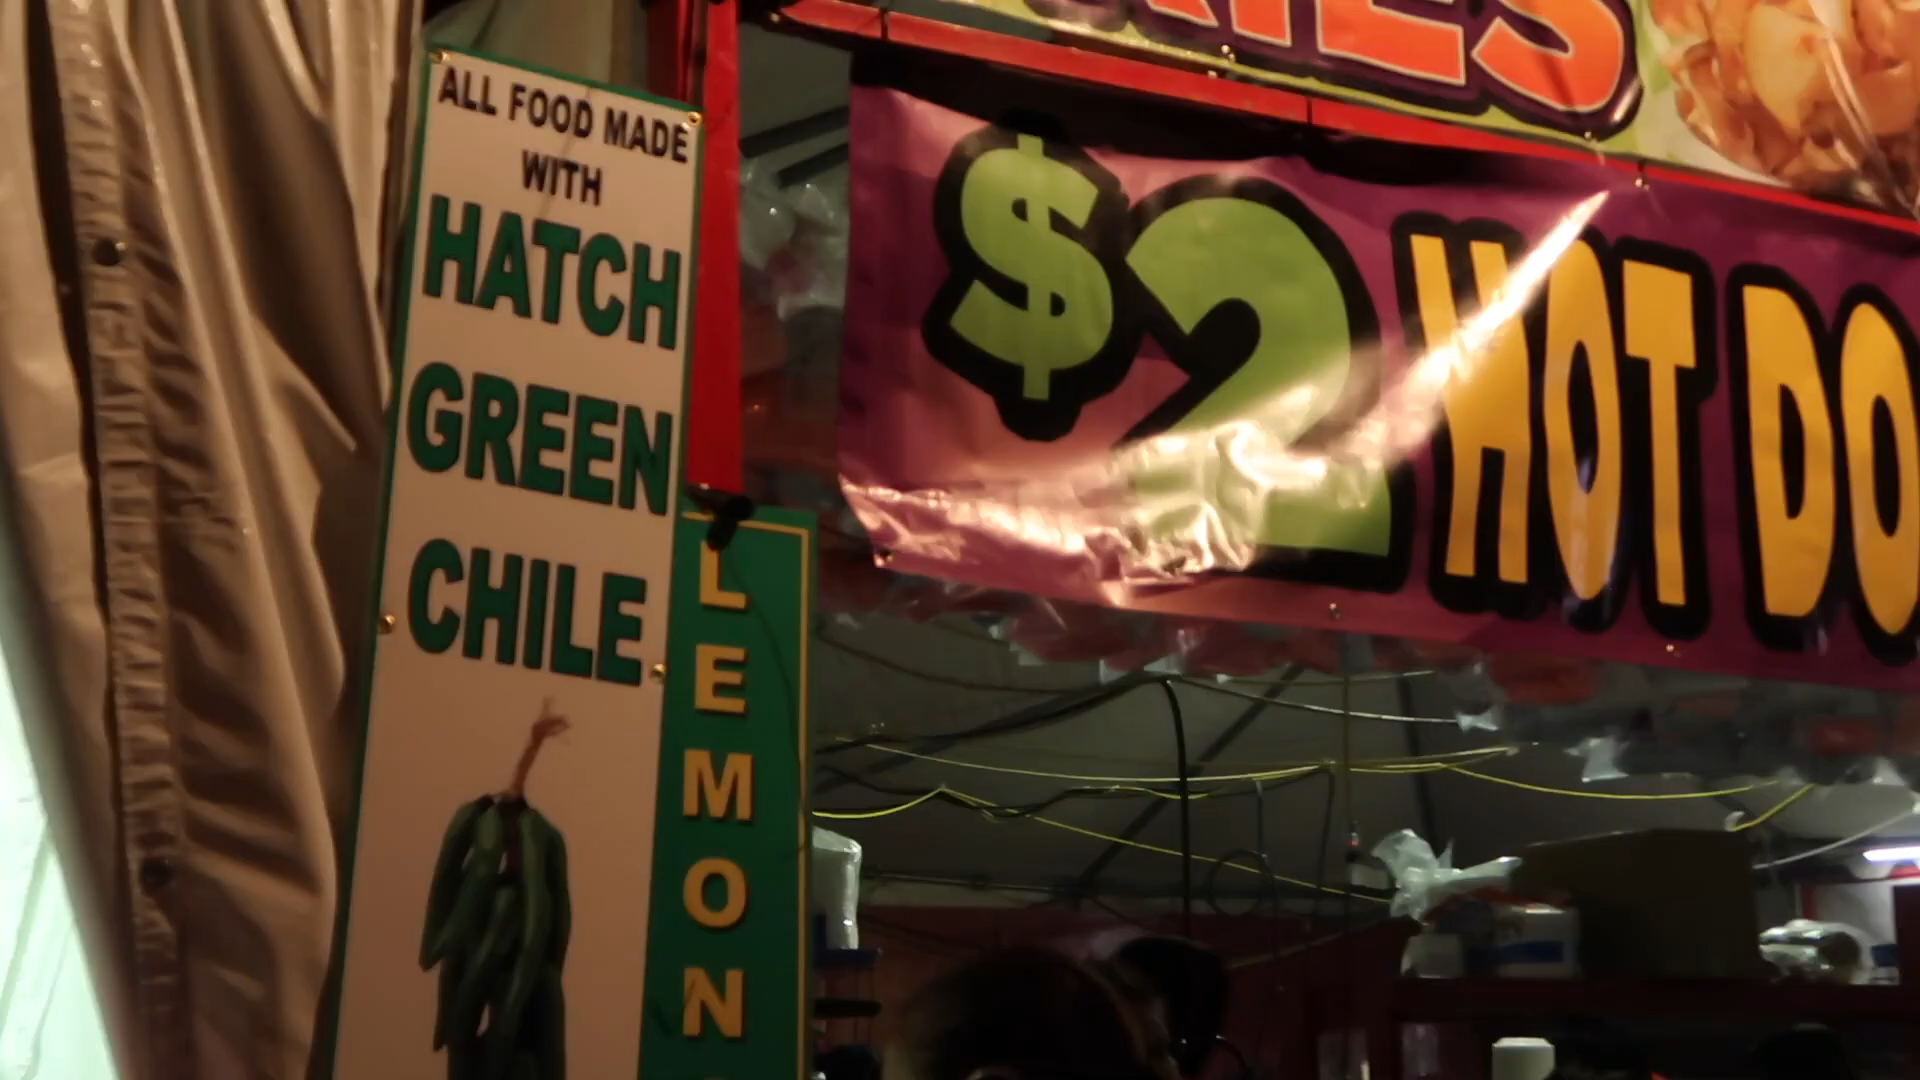 ALL FOOD MADE
WITH
HATCH
GREEN
CHILE
LEMON
$2 HOT DO